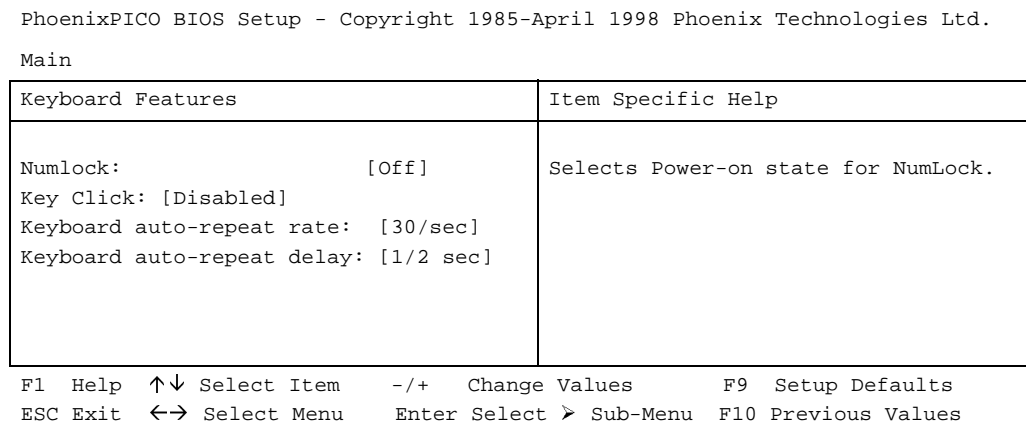 PhoenixPICO BIOS Setup - Copyright 1985-April 1998 Phoenix Technologies Ltd.
Main
Keyboard Features
Item Specific Help
Numlock: [Off]
Key Click: [Disabled]
Keyboard auto-repeat rate: [30/sec]
Keyboard auto-repeat delay: [1/2 sec]
Selects Power-on state for NumLock.
F1 Help ↑↓ Select Item -/+ Change Values F9 Setup Defaults
ESC Exit ←→ Select Menu Enter Select ➢ Sub-Menu F10 Previous Values